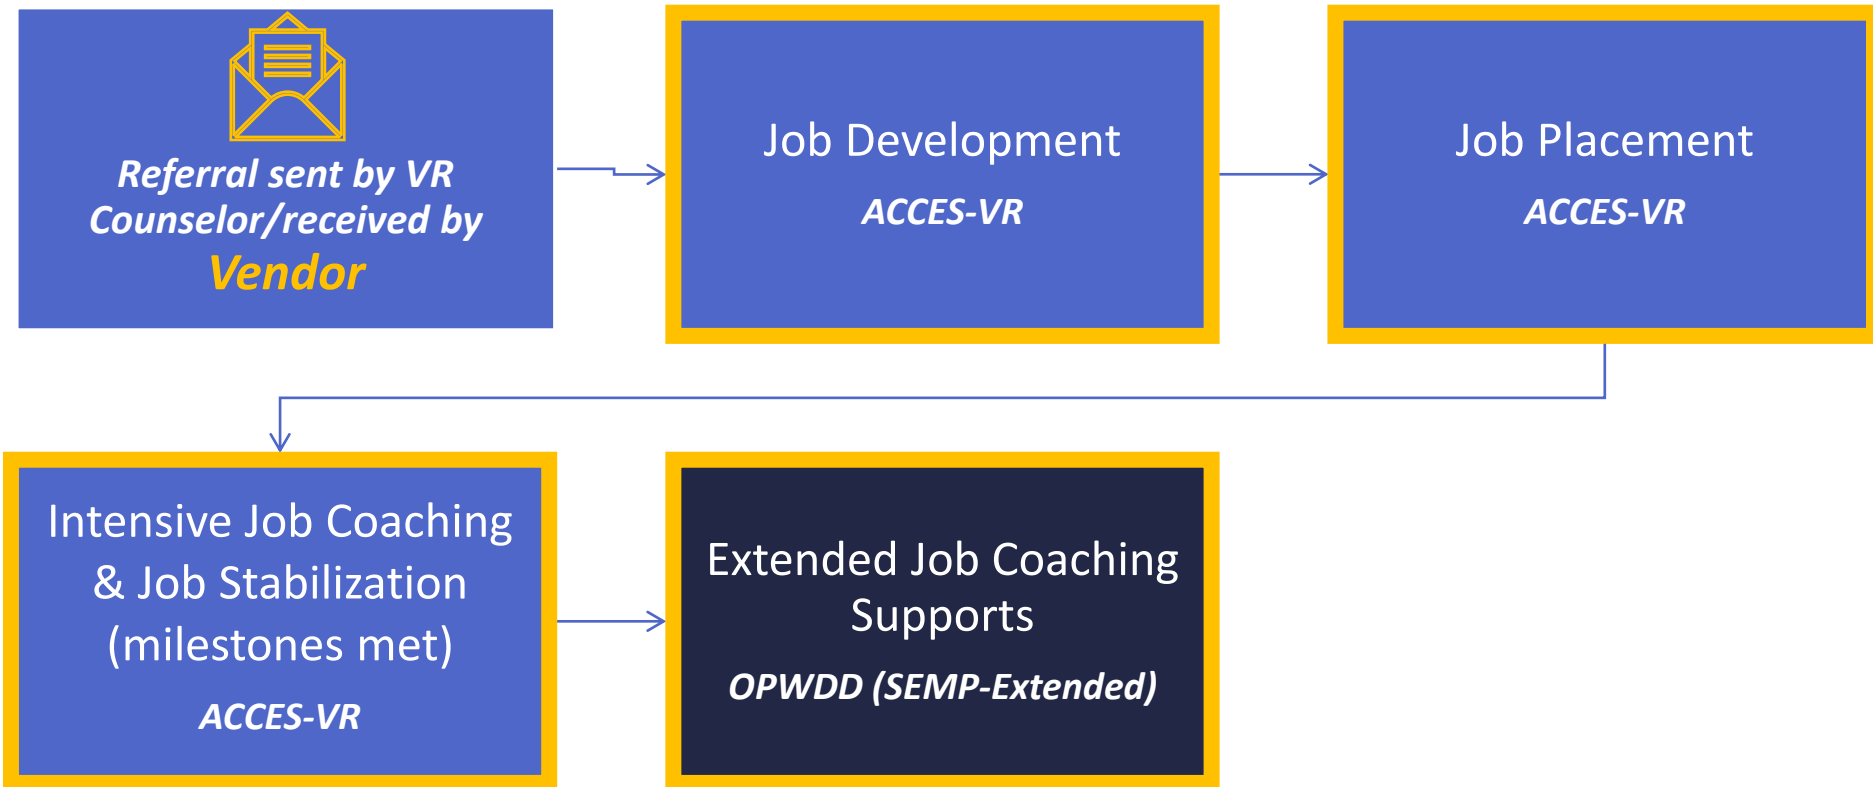 Referral sent by VR
Counselor/received by
Vendor
Job Development
ACCES-VR
Job Placement
ACCES-VR
Intensive Job Coaching
& Job Stabilization
(milestones met)
ACCES-VR
Extended Job Coaching
Supports
OPWDD (SEMP-Extended)